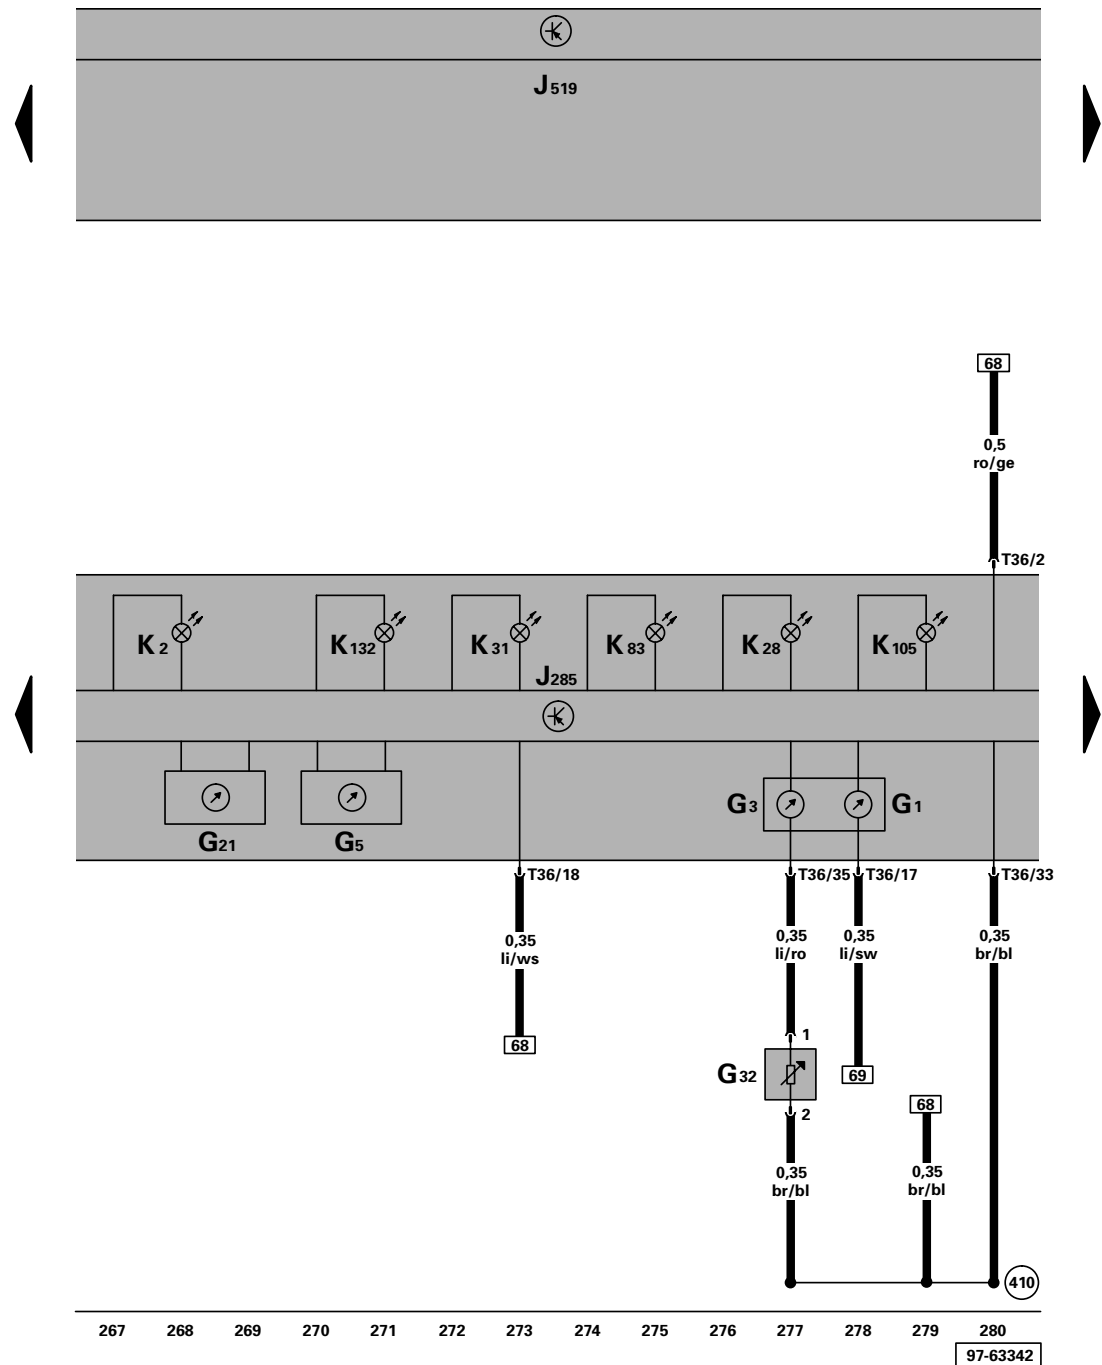 J519
68
0,5
ro/ge
T36/2
K2
K132
K31
K83
K28
K105
J285
G21
G5
G3
G1
T36/18
T36/35
T36/17
T36/33
0,35
li/ws
0,35
li/ro
0,35
li/sw
0,35
br/bl
68
1
G32
69
2
68
0,35
br/bl
0,35
br/bl
410
267 268 269 270 271 272 273 274 275 276 277 278 279 280
97-63342